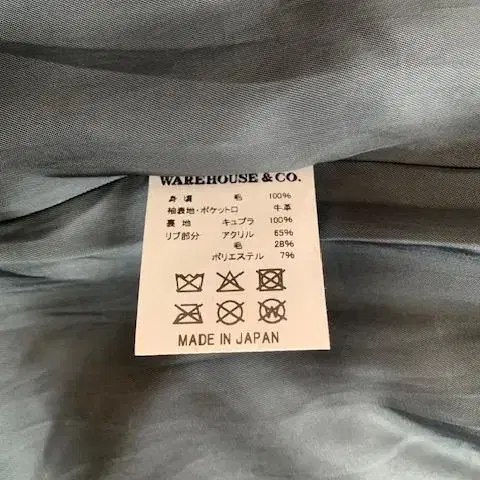 WAREHOUSE & CO.
身 頃 毛 100%
袖表地・ポケット口 牛革
裏 地 キュプラ 100%
リブ部分 アクリル 65%
毛 28%
ポリエステル 7%
W
MADE IN JAPAN